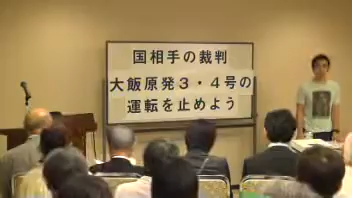 国相手の裁判
大飯原発３・４号の
運転を止めよう